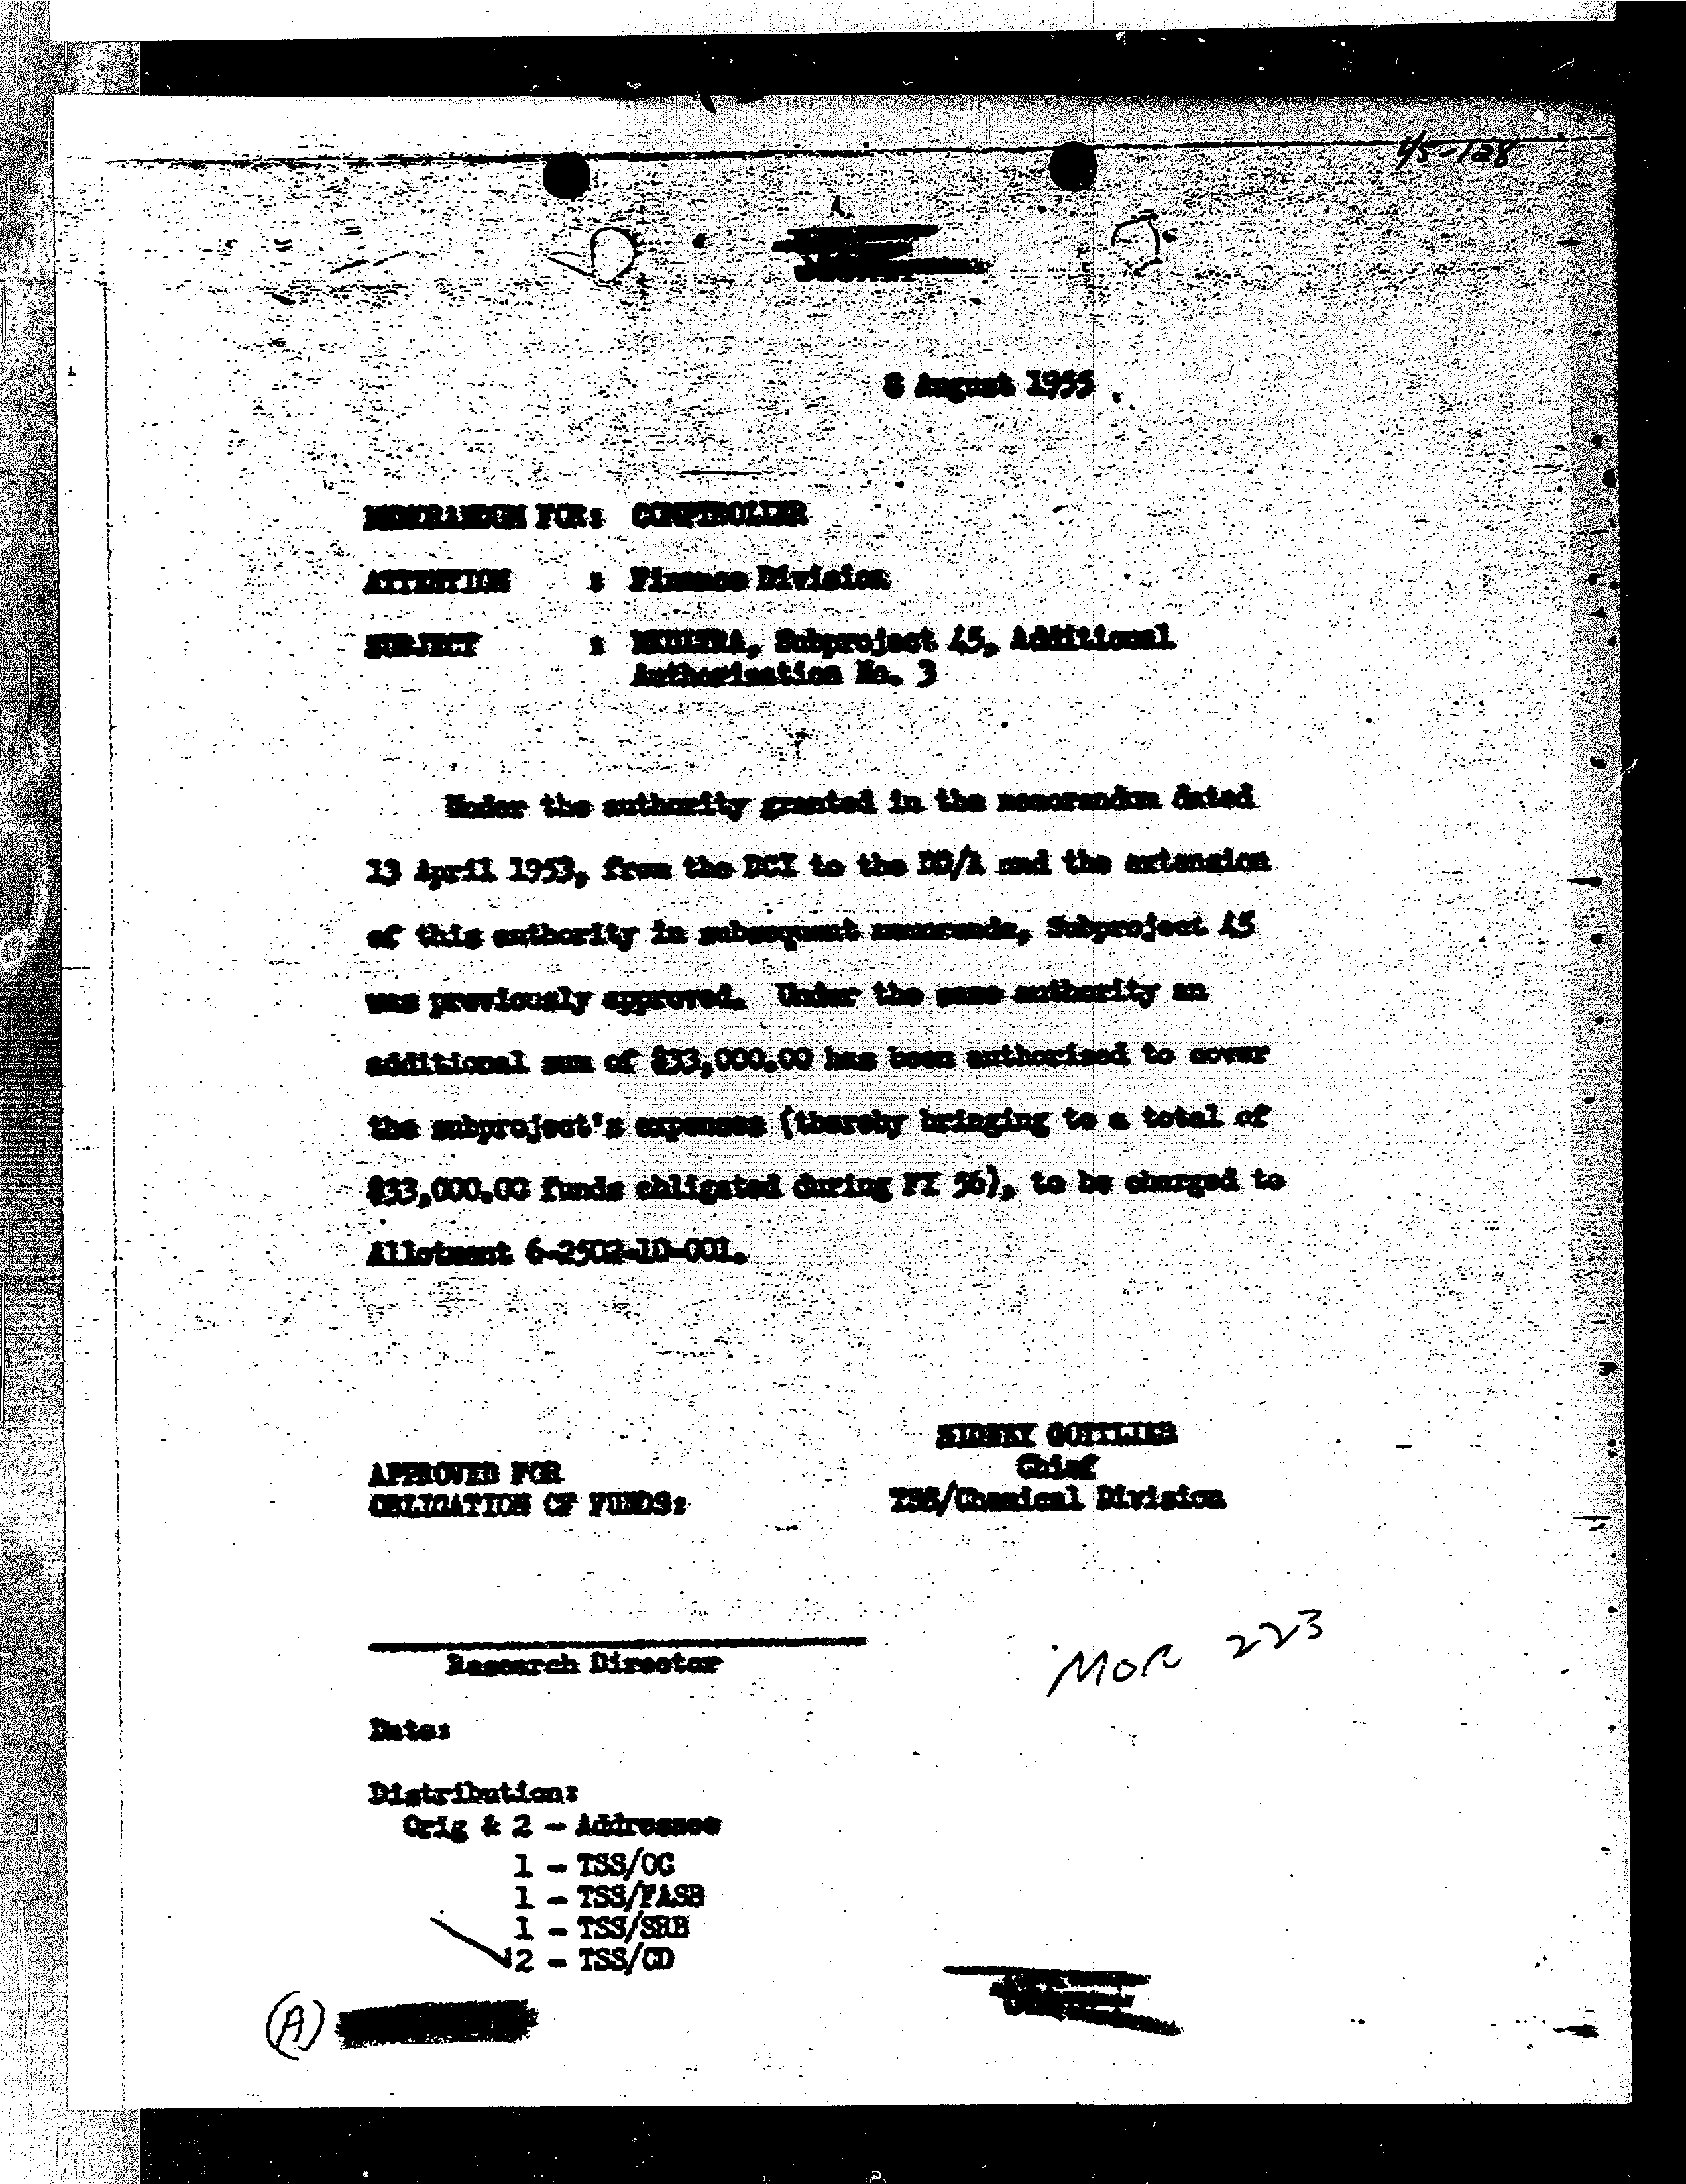 45-128
8 August 1955
MEMORANDUM FOR: COMPTROLLER
ATTENTION : Finance Division
SUBJECT : MKULTRA, Subproject 45, Additional
Authorization No. 3
Under the authority granted in the memorandum dated
13 April 1953, from the DCI to the DD/A and the extension
of this authority in subsequent memoranda, Subproject 45
was previously approved. Under the same authority an
additional sum of $33,000.00 has been authorized to cover
the subproject's expenses (thereby bringing to a total of
$33,000.00 funds obligated during FY 56), to be charged to
Allotment 6-2502-10-001.
SIDNEY GOTTLIEB
Chief
TSS/Chemical Division
APPROVED FOR
OBLIGATION OF FUNDS:
Research Director
MOR 223
Date:
Distribution:
Orig & 2 - Addressee
1 - TSS/OC
1 - TSS/FASB
1 - TSS/SRB
2 - TSS/CD
(A)